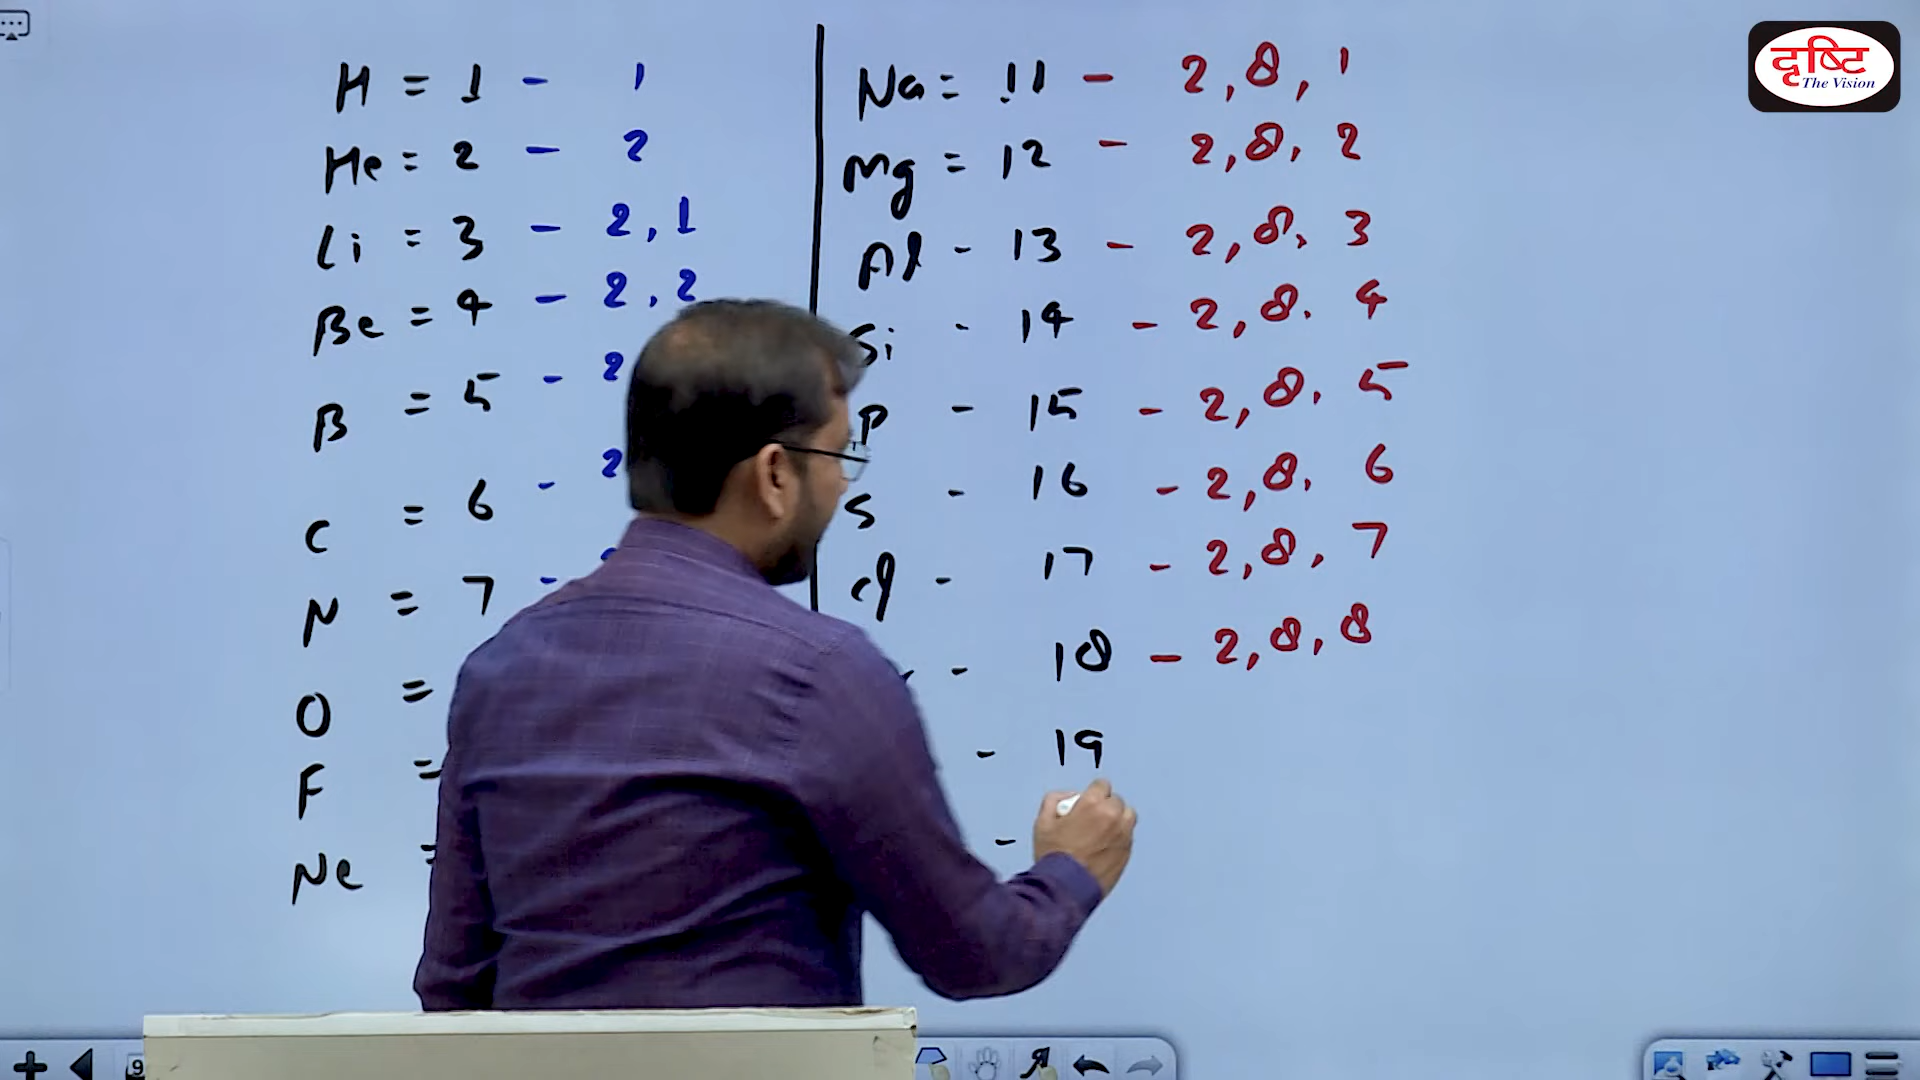 H = 1 - 1
He = 2 - 2
Li = 3 - 2, 1
Be = 4 - 2, 2
B = 5 - 2
C = 6 - 2
N = 7 -
O =
F =
Ne =
Na = 11 - 2, 8, 1
Mg = 12 - 2, 8, 2
Al - 13 - 2, 8, 3
Si - 14 - 2, 8, 4
P - 15 - 2, 8, 5
S - 16 - 2, 8, 6
Cl - 17 - 2, 8, 7
- 18 - 2, 8, 8
- 19
-
दृष्टि
The Vision
9